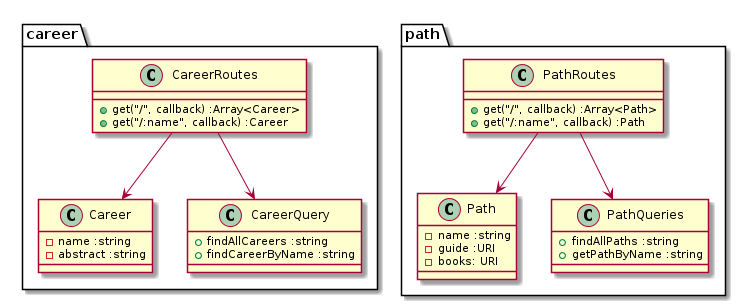 career
C CareerRoutes
get("/", callback) :Array<Career>
get("/:name", callback) :Career
C Career
name :string
abstract :string
C CareerQuery
findAllCareers :string
findCareerByName :string
path
C PathRoutes
get("/", callback) :Array<Path>
get("/:name", callback) :Path
C Path
name :string
guide :URI
books: URI
C PathQueries
findAllPaths :string
getPathByName :string